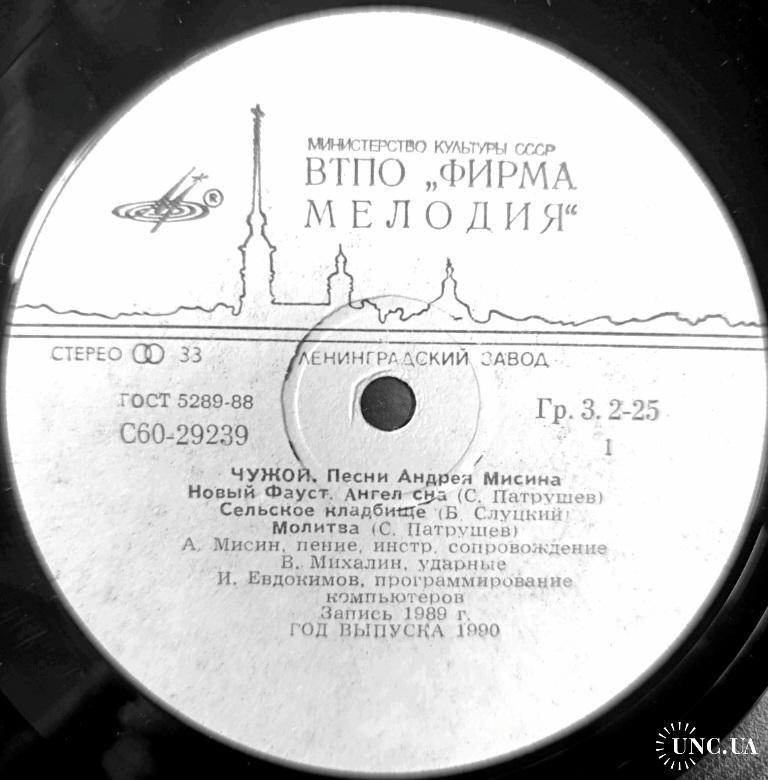 МИНИСТЕРСТВО КУЛЬТУРЫ СССР
ВТПО „ФИРМА
МЕЛОДИЯ“
®
СТЕРЕО 33
ЛЕНИНГРАДСКИЙ ЗАВОД
ГОСТ 5289-88
С60-29239
Гр. 3. 2-25
1
ЧУЖОЙ. Песни Андрея Мисина
Новый Фауст. Ангел сна (С. Патрушев)
Сельское кладбище (Б. Слуцкий)
Молитва (С. Патрушев)
А. Мисин, пение, инстр. сопровождение
В. Михалин, ударные
И. Евдокимов, программирование
компьютеров
Запись 1989 г.
ГОД ВЫПУСКА 1990
UNC.UA